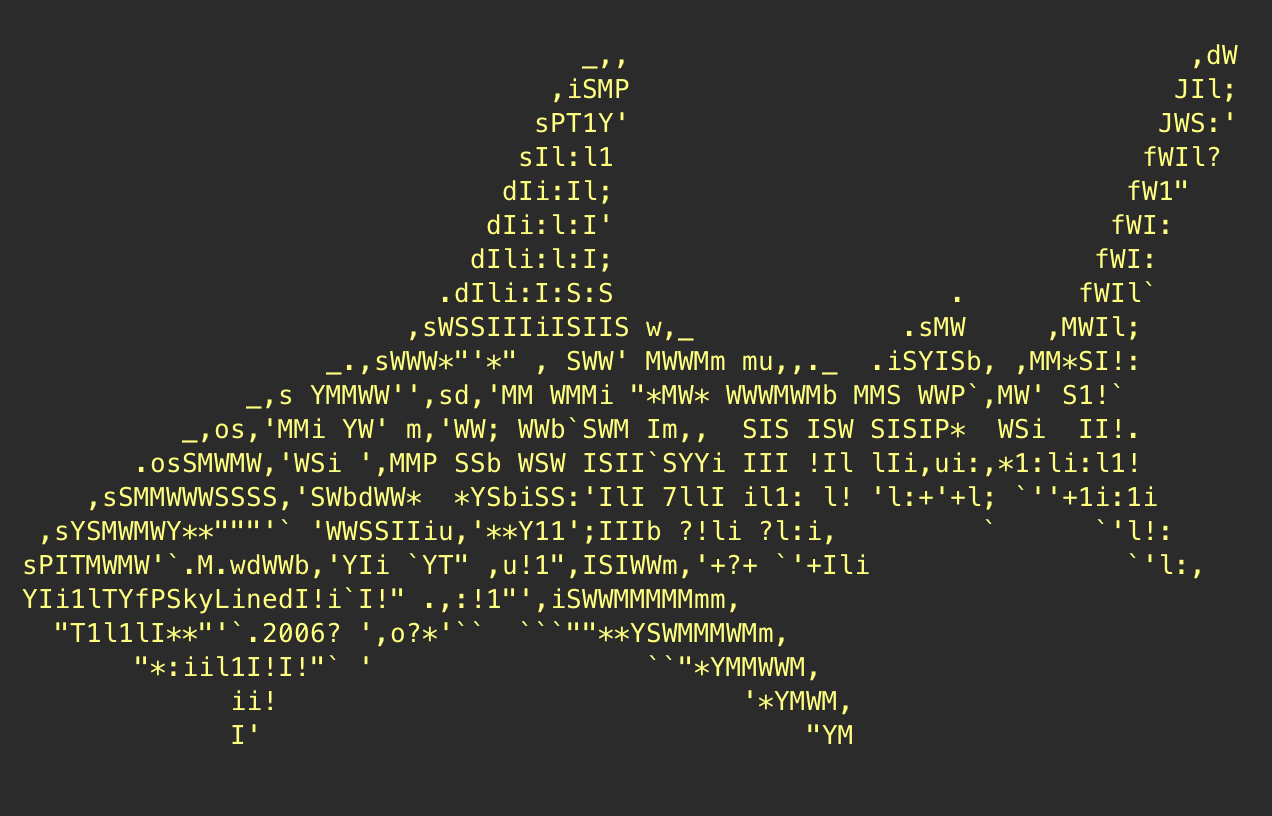 _,,                                   ,dW
                                 ,iSMP                                  JIl;
                                sPT1Y'                                 JWS:'
                               sIl:l1                                 fWIl?
                              dIi:Il;                                fW1"
                             dIi:l:I'                               fWI:
                            dIli:l:I;                              fWI:
                          .dIli:I:S:S                     .       fWIl`
                        ,sWSSIIIiISIIS w,_             .sMW     ,MWIl;
                   _.,sWWW*"'*" , SWW' MWWMm mu,,._  .iSYISb, ,MM*SI!:
              _,s YMMWW'',sd,'MM WMMi "*MW* WWWMWMb MMS WWP`,MW' S1!`
          _,os,'MMi YW' m,'WW; WWb`SWM Im,,  SIS ISW SISIP*  WSi  II!.
       .osSMWMW,'WSi ',MMP SSb WSW ISII`SYYi III !Il lIi,ui:,*1:li:l1!
    ,sSMMWWWSSSS,'SWbdWW*  *YSbiSS:'IlI 7llI il1: l! 'l:+'+l; `''+1i:1i
 ,sYSMWMWY**"""'` 'WWSSIIiu,'**Y11';IIIb ?!li ?l:i,         `      `'l!:
sPITMWMW'`.M.wdWWb,'YIi `YT" ,u!1",ISIWWm,'+?+ `'+Ili                `'l:,
YIi1lTYfPSkyLinedI!i`I!" .,:!1"',iSWWMMMMMmm,
  "T1l1lI**"'`.2006? ',o?*'``  ```""**YSWMMMWMm,
       "*:iil1I!I!"` '                 ``"*YMMWWM,
             ii!                             '*YMWM,
             I'                                  "YM